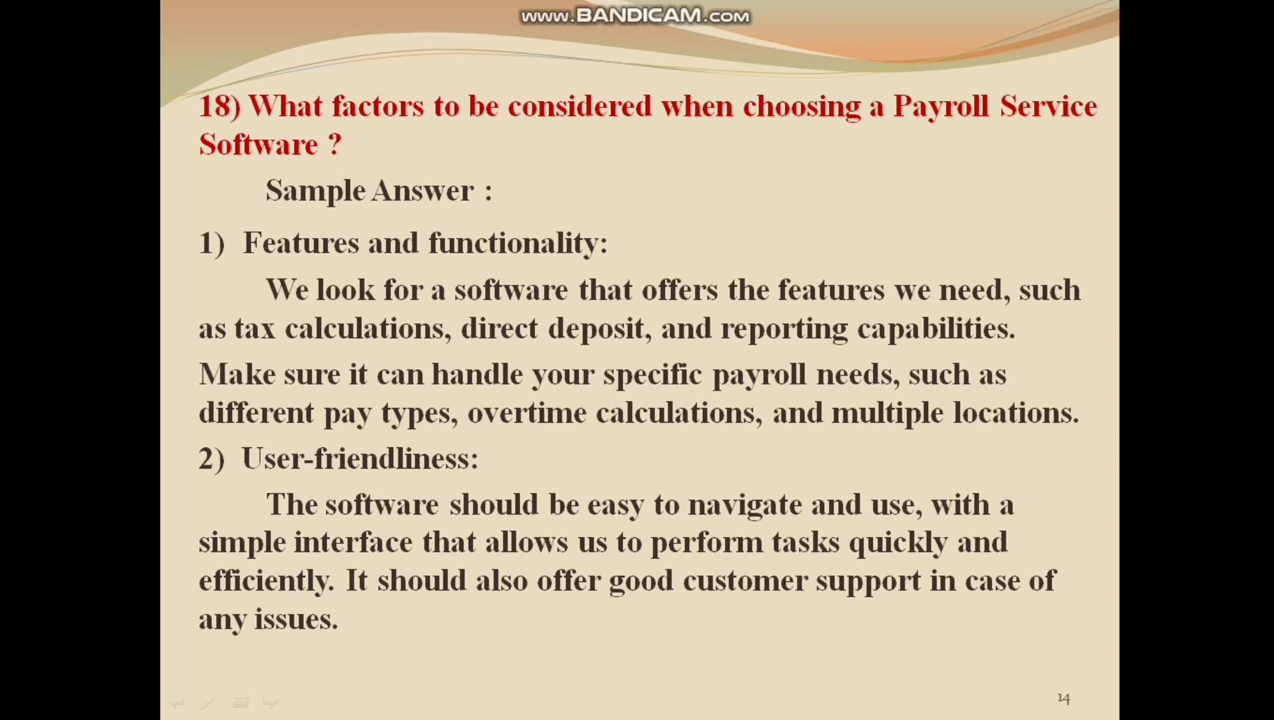 www.BANDICAM.com
18) What factors to be considered when choosing a Payroll Service
Software ?
Sample Answer :
1) Features and functionality:
We look for a software that offers the features we need, such
as tax calculations, direct deposit, and reporting capabilities.
Make sure it can handle your specific payroll needs, such as
different pay types, overtime calculations, and multiple locations.
2) User-friendliness:
The software should be easy to navigate and use, with a
simple interface that allows us to perform tasks quickly and
efficiently. It should also offer good customer support in case of
any issues.
14